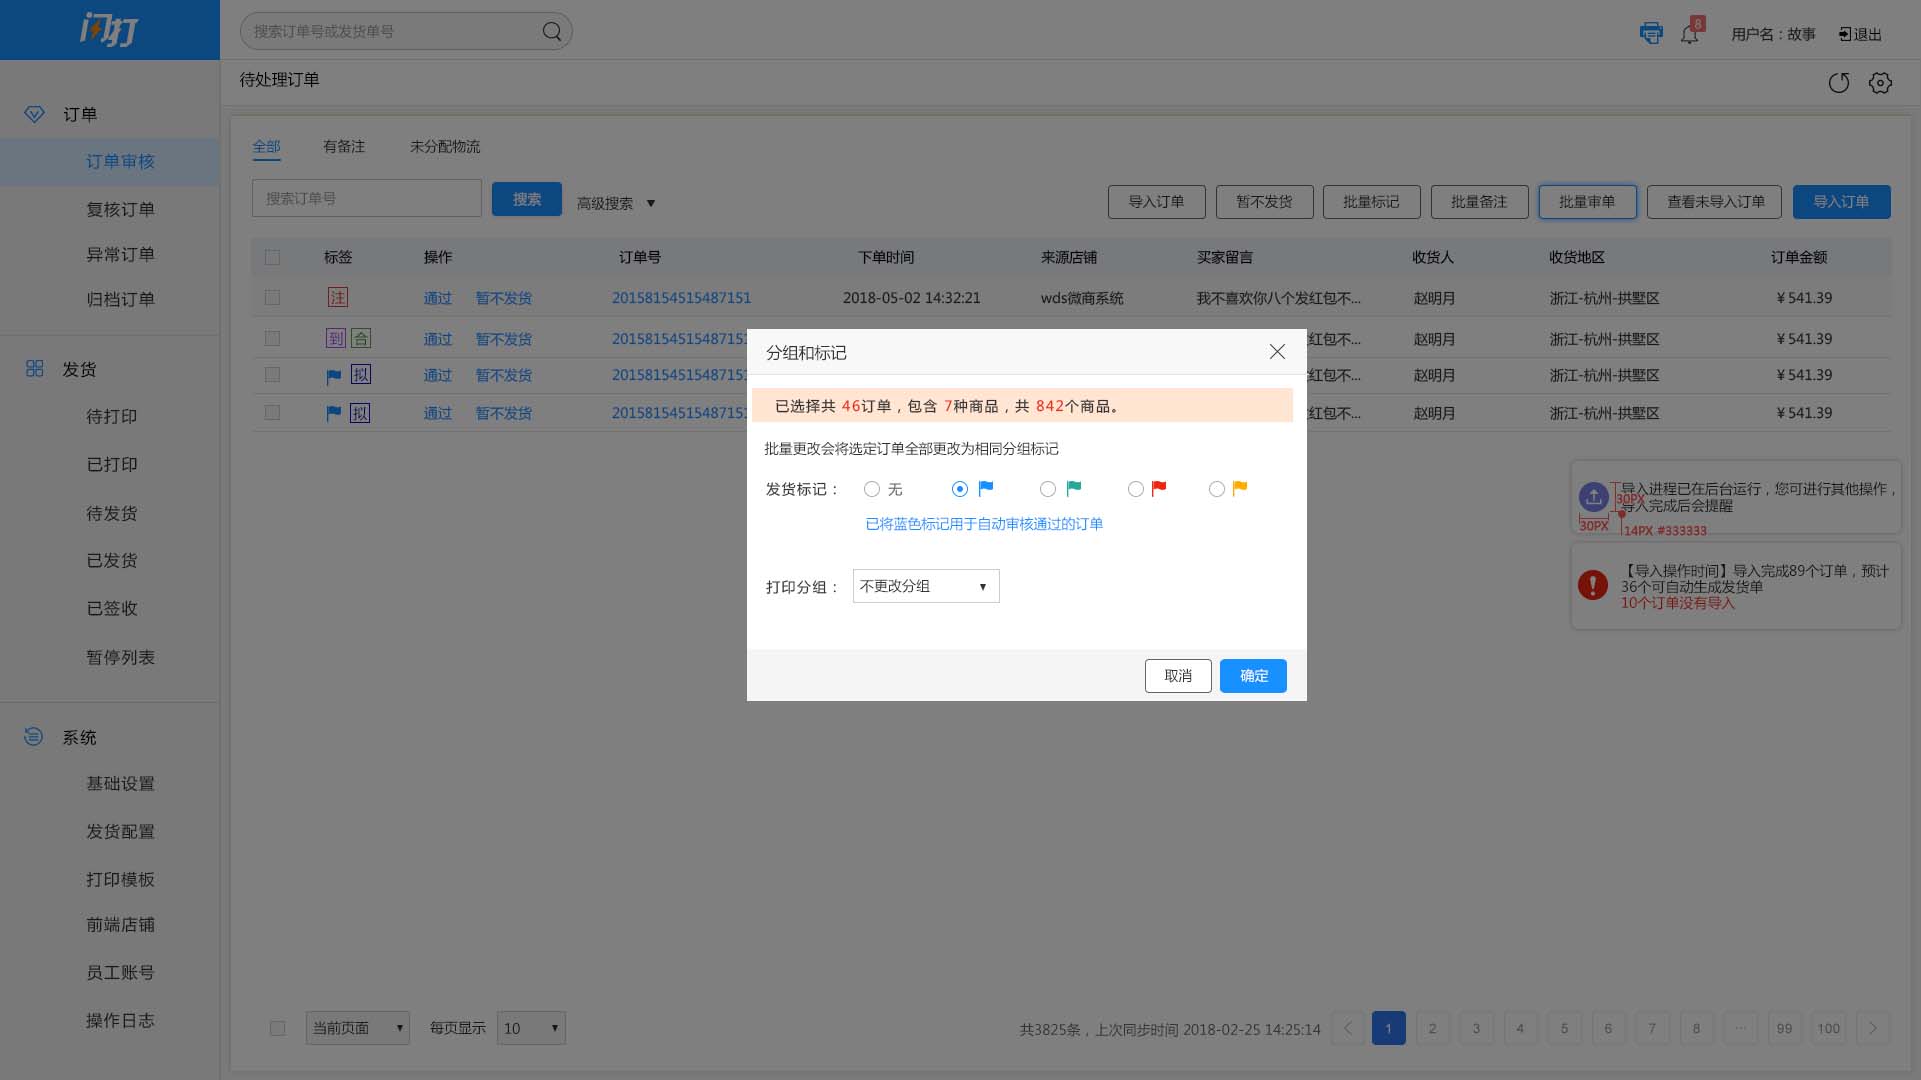 闪打
搜索订单号或发货单号
8
用户名：故事
退出
待处理订单
订单
订单审核
复核订单
异常订单
归档订单
发货
待打印
已打印
待发货
已发货
已签收
暂停列表
系统
基础设置
发货配置
打印模板
前端店铺
员工账号
操作日志
全部 有备注 未分配物流
搜索订单号 搜索 高级搜索 ▼
导入订单 暂不发货 批量标记 批量备注 批量审单 查看未导入订单 导入订单
标签 操作 订单号 下单时间 来源店铺 买家留言 收货人 收货地区 订单金额
注 通过 暂不发货 20158154515487151 2018-05-02 14:32:21 wds微商系统 我不喜欢你八个发红包不... 赵明月 浙江-杭州-拱墅区 ¥541.39
到 合 通过 暂不发货 20158154515487151 红包不... 赵明月 浙江-杭州-拱墅区 ¥541.39
拟 通过 暂不发货 20158154515487151 红包不... 赵明月 浙江-杭州-拱墅区 ¥541.39
拟 通过 暂不发货 20158154515487151 红包不... 赵明月 浙江-杭州-拱墅区 ¥541.39
分组和标记
已选择共 46订单，包含 7种商品，共 842个商品。
批量更改会将选定订单全部更改为相同分组标记
发货标记： 无
已将蓝色标记用于自动审核通过的订单
打印分组： 不更改分组 ▼
取消 确定
导入进程已在后台运行，您可进行其他操作，
导入完成后会提醒
30PX
30PX
14PX #333333
【导入操作时间】导入完成89个订单，预计
36个可自动生成发货单
10个订单没有导入
当前页面 ▼ 每页显示 10 ▼
共3825条，上次同步时间 2018-02-25 14:25:14 < 1 2 3 4 5 6 7 8 ... 99 100 >